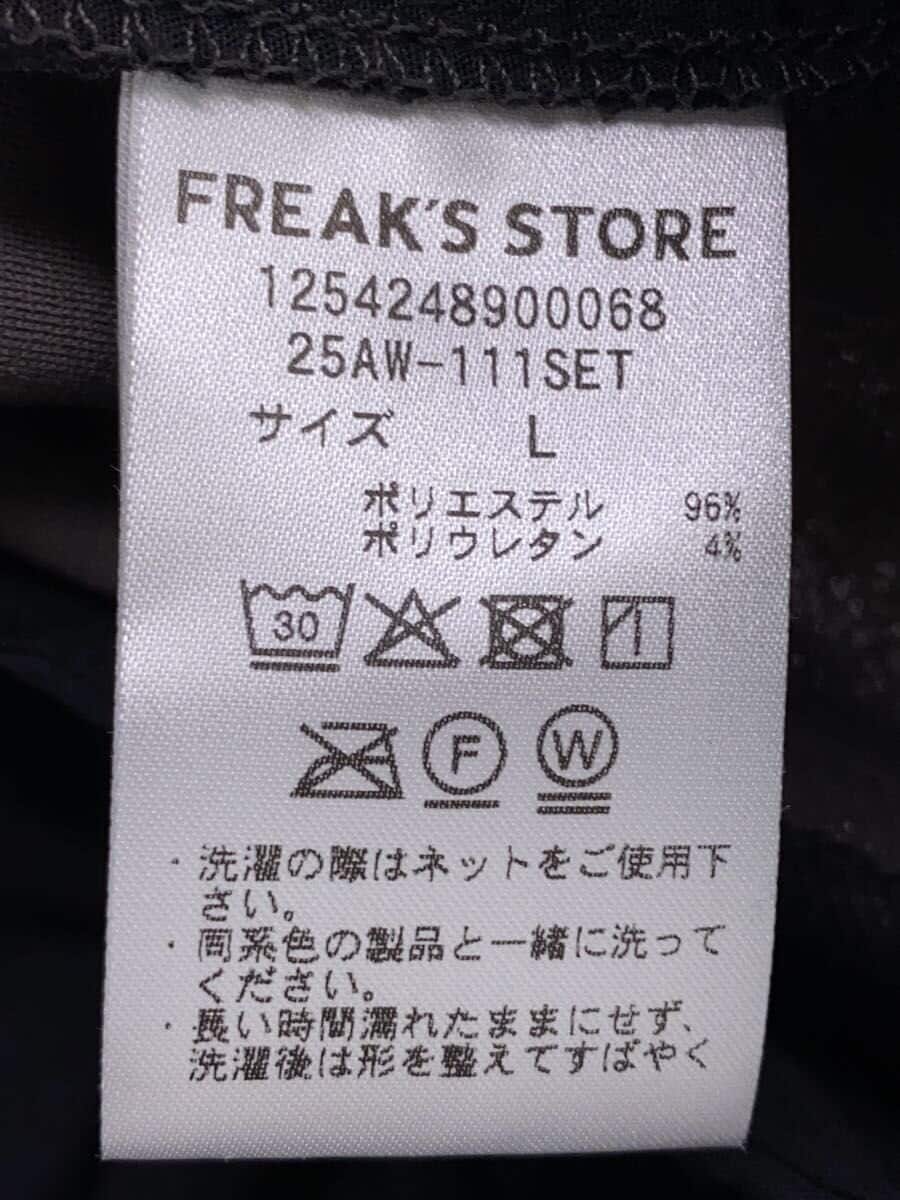 FREAK'S STORE
1254248900068
25AW-111SET
サイズ L
ポリエステル 96%
ポリウレタン 4%
30
F W
・洗濯の際はネットをご使用下
さい。
・同系色の製品と一緒に洗って
ください。
・長い時間濡れたままにせず、
洗濯後は形を整えてすばやく